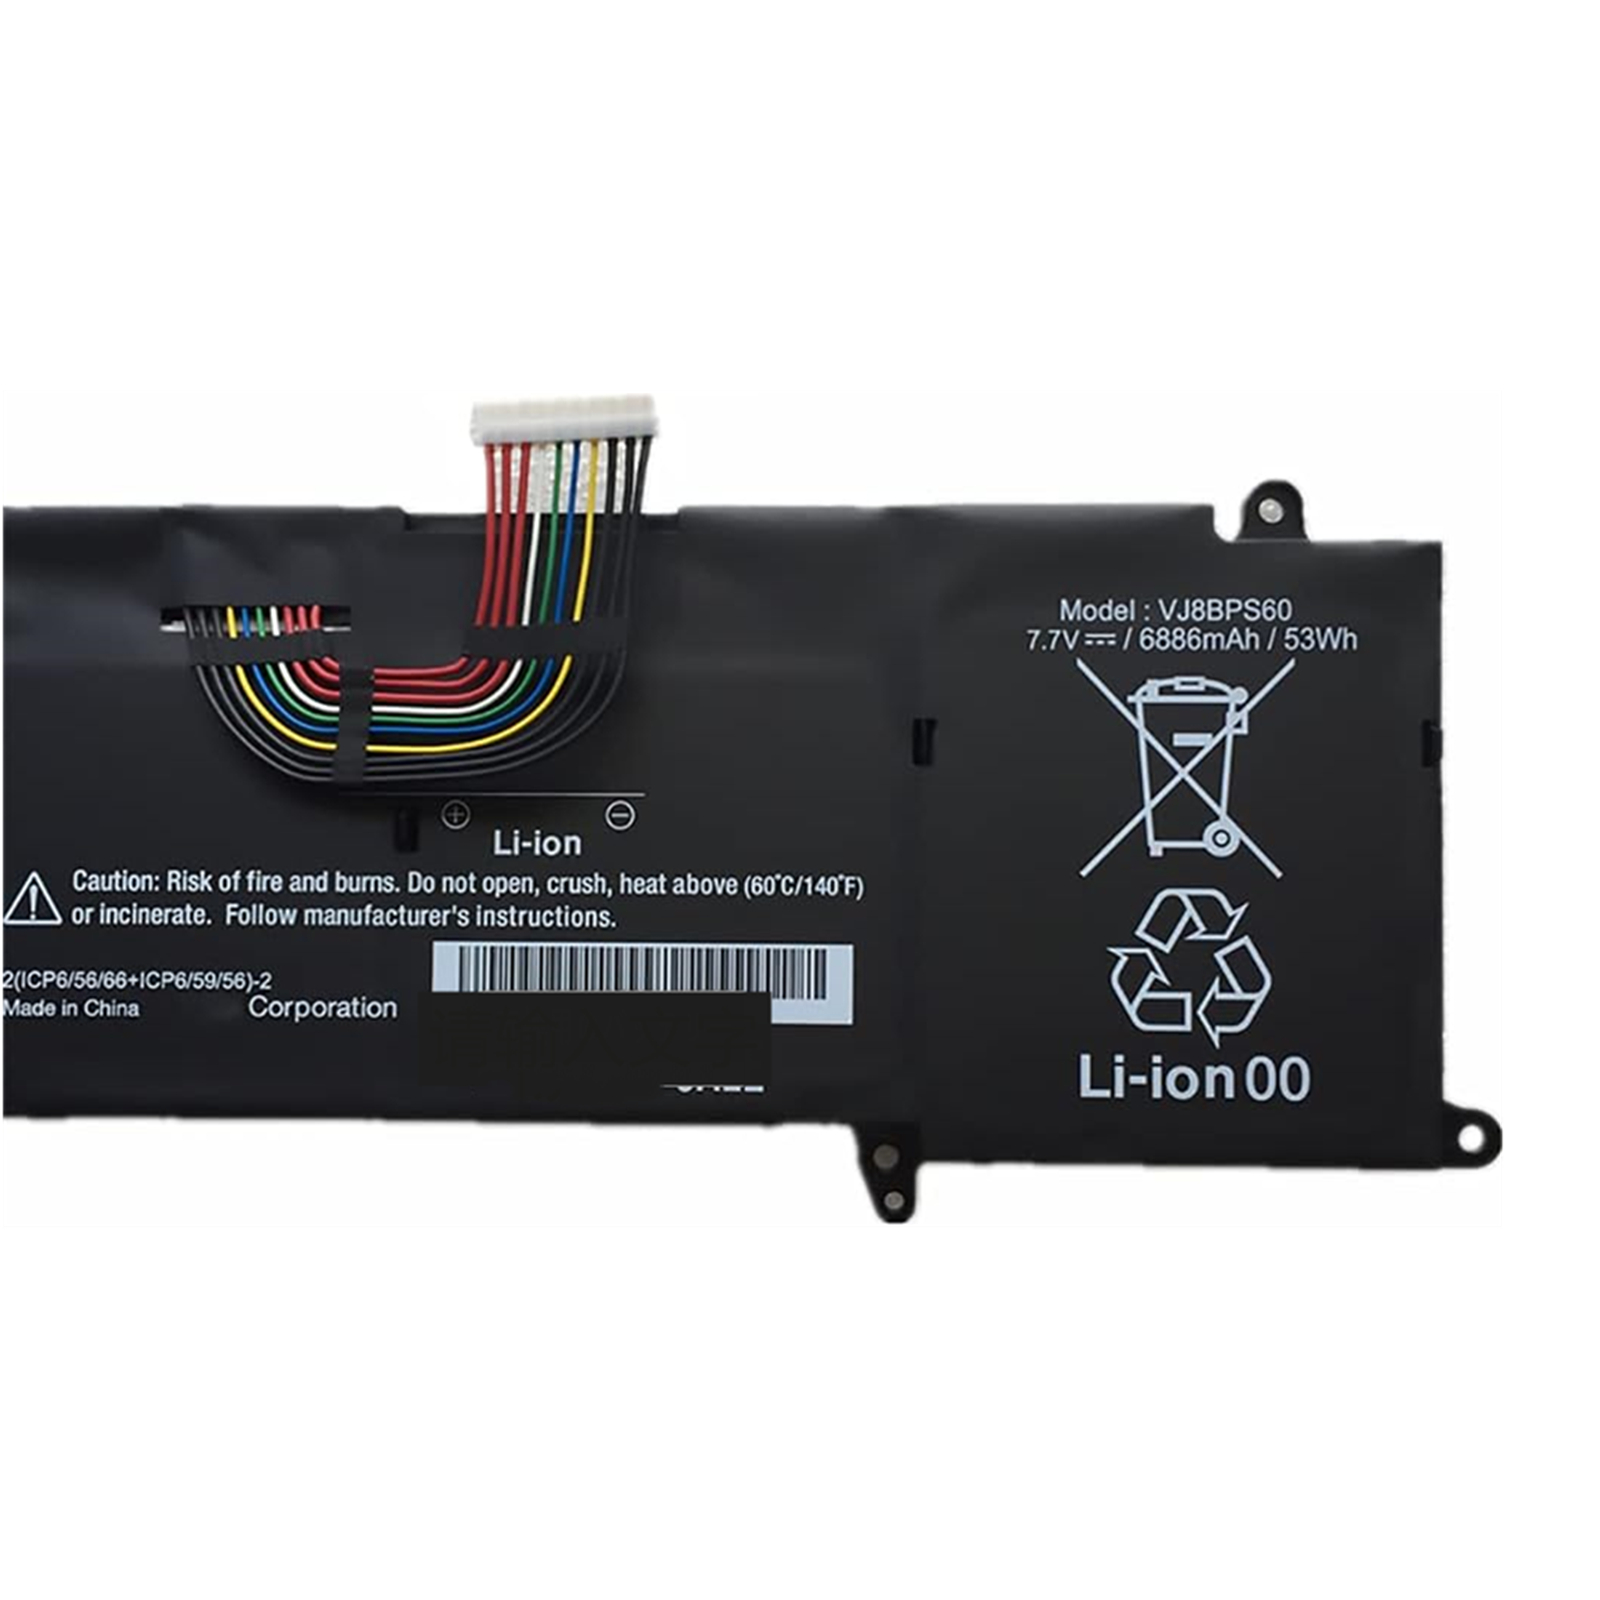 Model : VJ8BPS60
7.7V⎓ / 6886mAh / 53Wh
Li-ion
Caution: Risk of fire and burns. Do not open, crush, heat above (60°C/140°F)
or incinerate. Follow manufacturer's instructions.
2(ICP6/56/66+ICP6/59/56)-2
Made in China
Corporation
Li-ion 00